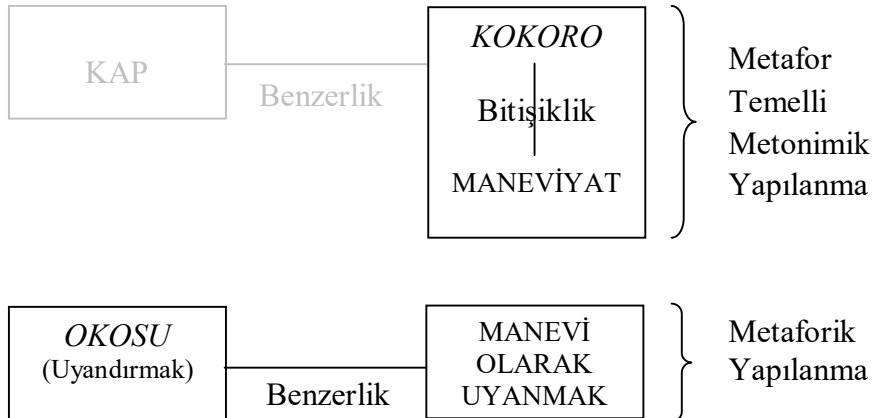 KAP
Benzerlik
KOKORO
Bitişiklik
MANEVİYAT
Metafor
Temelli
Metonimik
Yapılanma
OKOSU
(Uyandırmak)
Benzerlik
MANEVİ
OLARAK
UYANMAK
Metaforik
Yapılanma